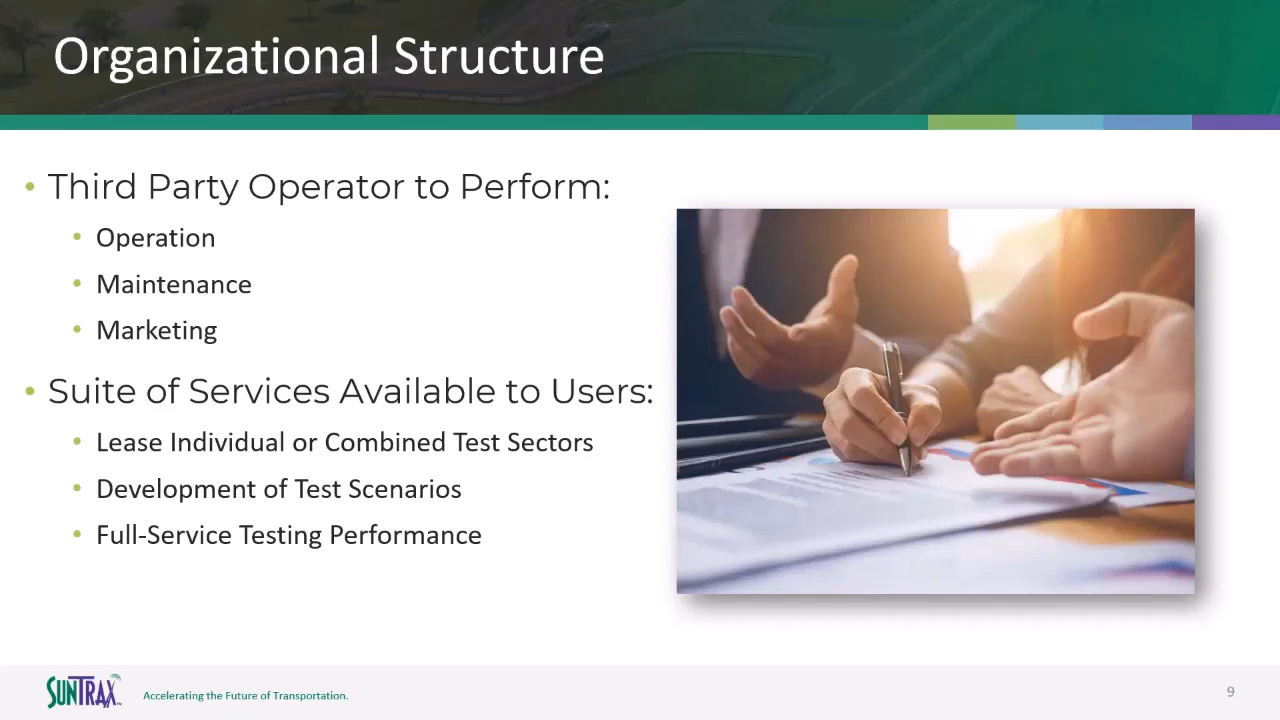 Organizational Structure
• Third Party Operator to Perform:
• Operation
• Maintenance
• Marketing
• Suite of Services Available to Users:
• Lease Individual or Combined Test Sectors
• Development of Test Scenarios
• Full-Service Testing Performance
SUNTRAX
Accelerating the Future of Transportation.
9